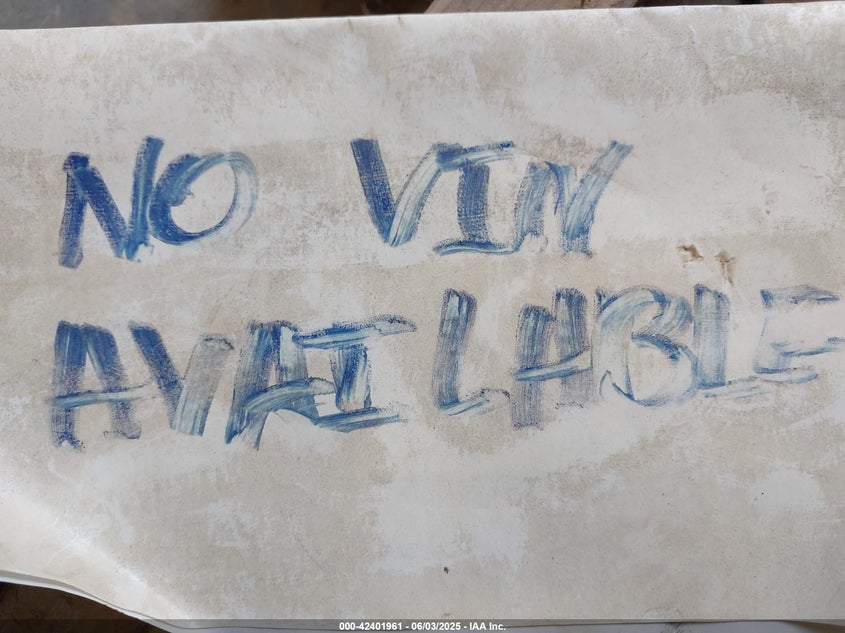 NO VIN
AVAILABLE
000-42401961 - 06/03/2025 - IAA Inc.